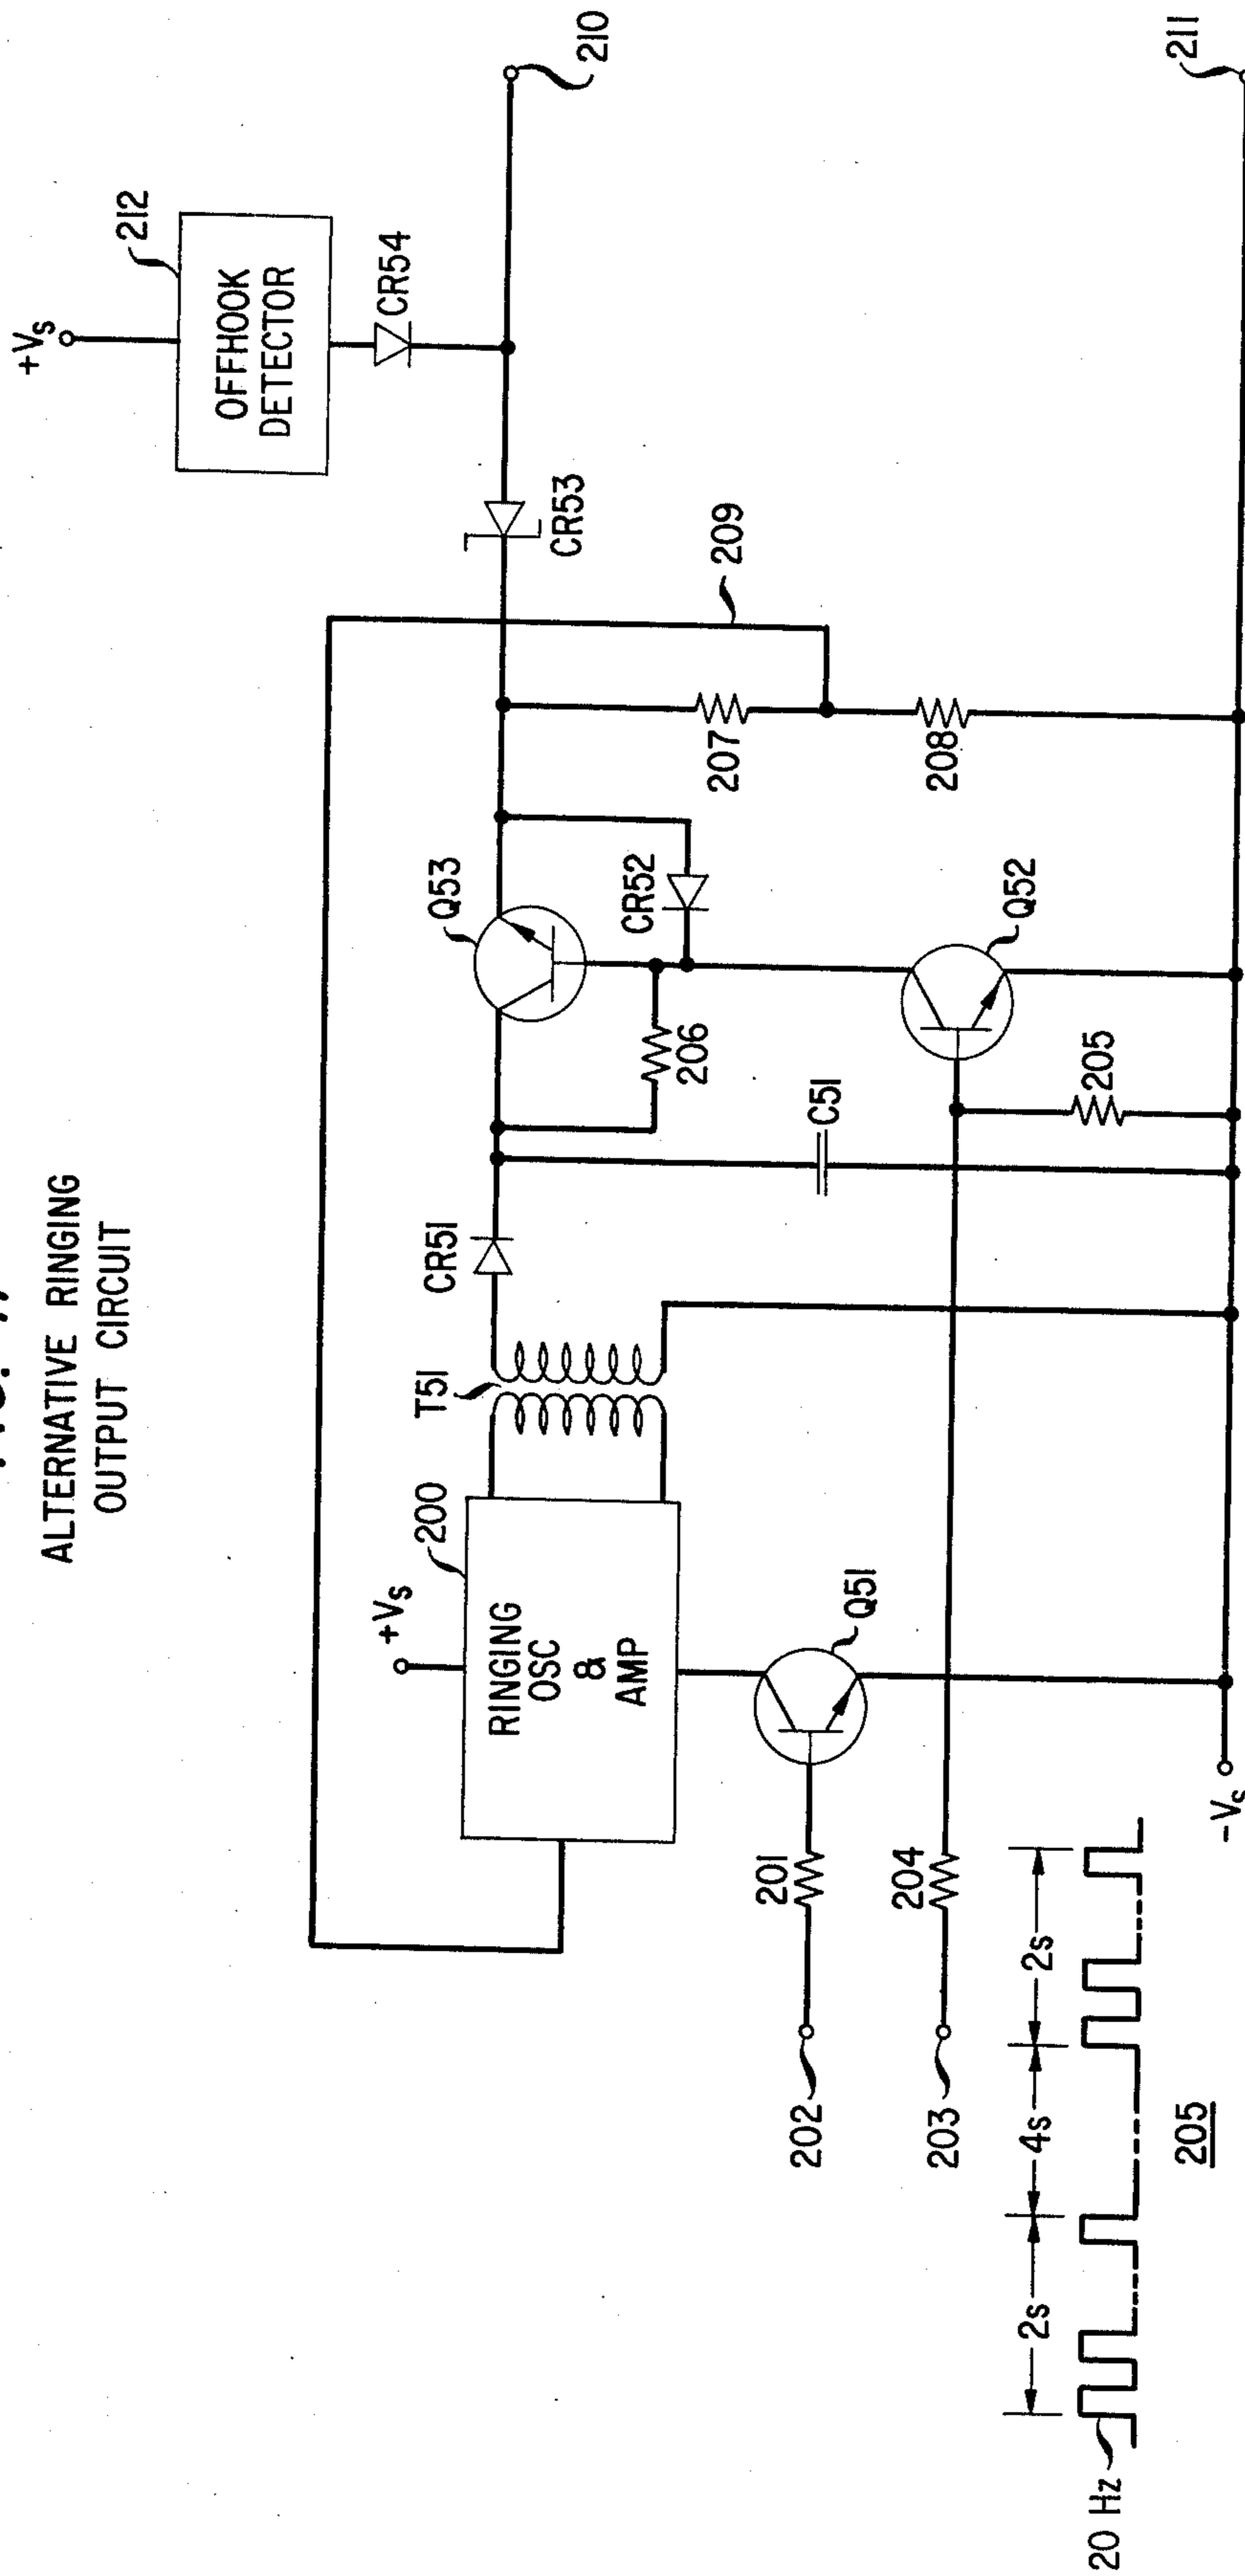 ALTERNATIVE RINGING
OUTPUT CIRCUIT
+Vs
212
OFFHOOK
DETECTOR
CR54
210
CR53
209
Q53
CR52
206
207
208
CR51
T51
C51
Q52
205
200
+Vs
RINGING
OSC
&
AMP
Q51
201
202
204
203
-Vs
211
2s
4s
2s
20 Hz
205